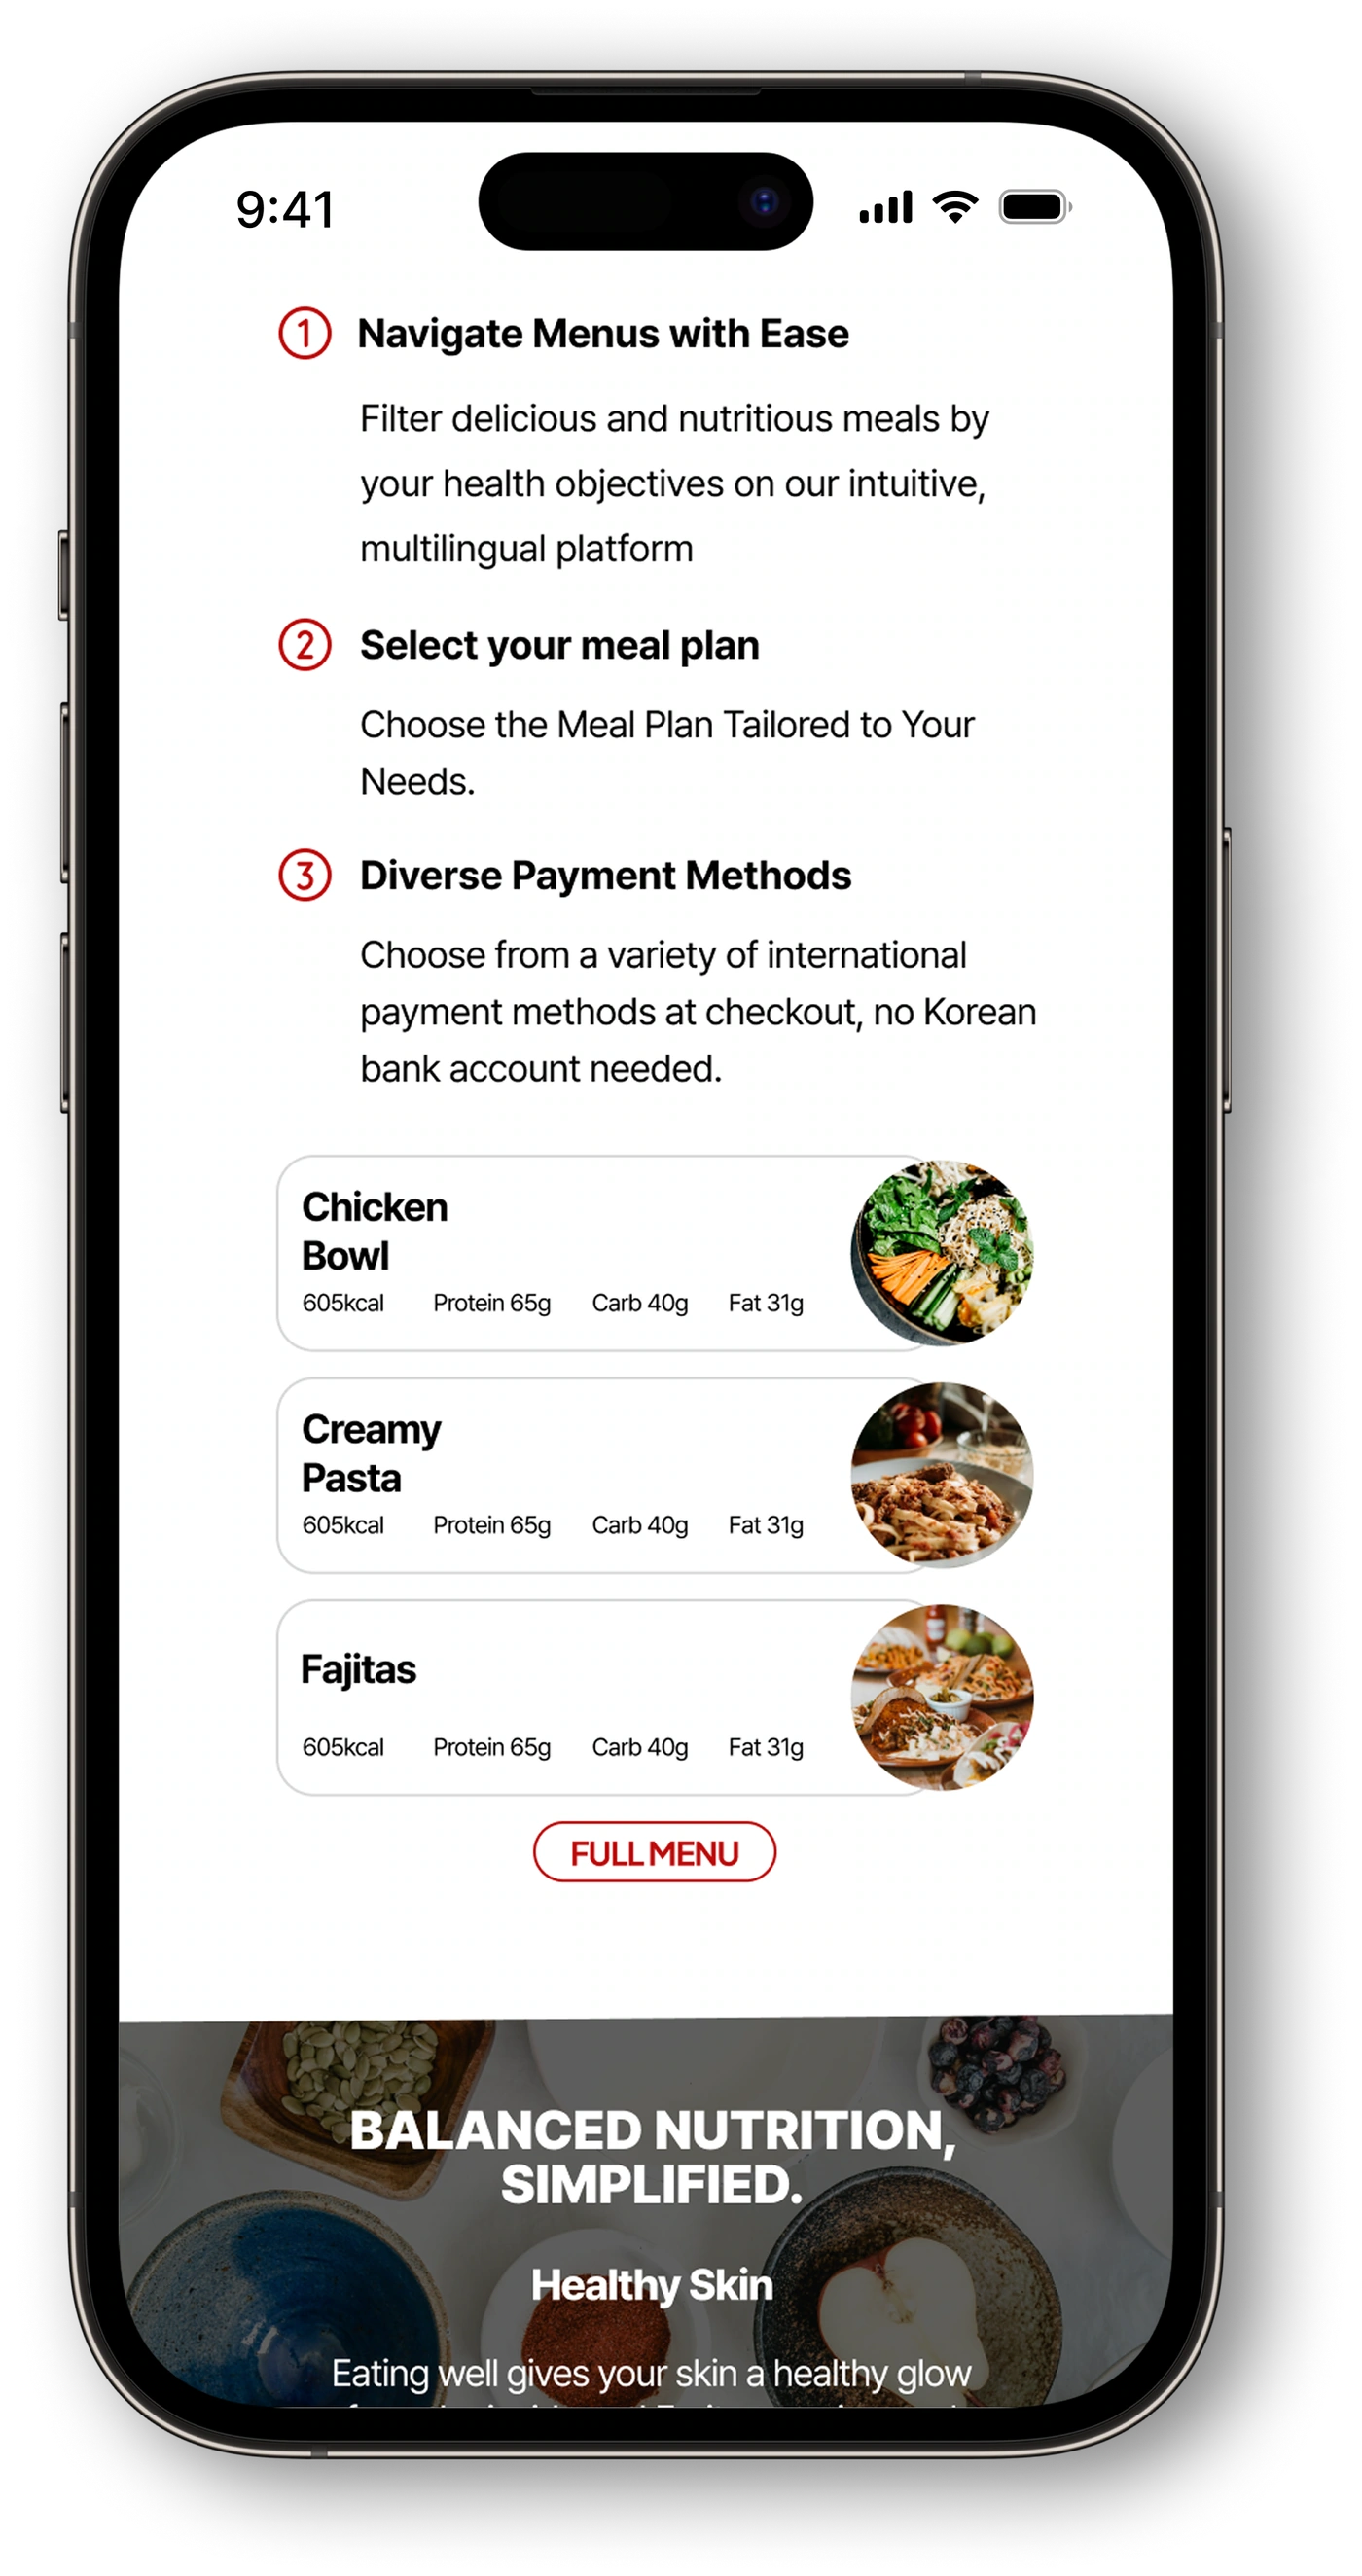 9:41
1 Navigate Menus with Ease
Filter delicious and nutritious meals by
your health objectives on our intuitive,
multilingual platform
2 Select your meal plan
Choose the Meal Plan Tailored to Your
Needs.
3 Diverse Payment Methods
Choose from a variety of international
payment methods at checkout, no Korean
bank account needed.
Chicken
Bowl
605kcal Protein 65g Carb 40g Fat 31g
Creamy
Pasta
605kcal Protein 65g Carb 40g Fat 31g
Fajitas
605kcal Protein 65g Carb 40g Fat 31g
FULL MENU
BALANCED NUTRITION,
SIMPLIFIED.
Healthy Skin
Eating well gives your skin a healthy glow